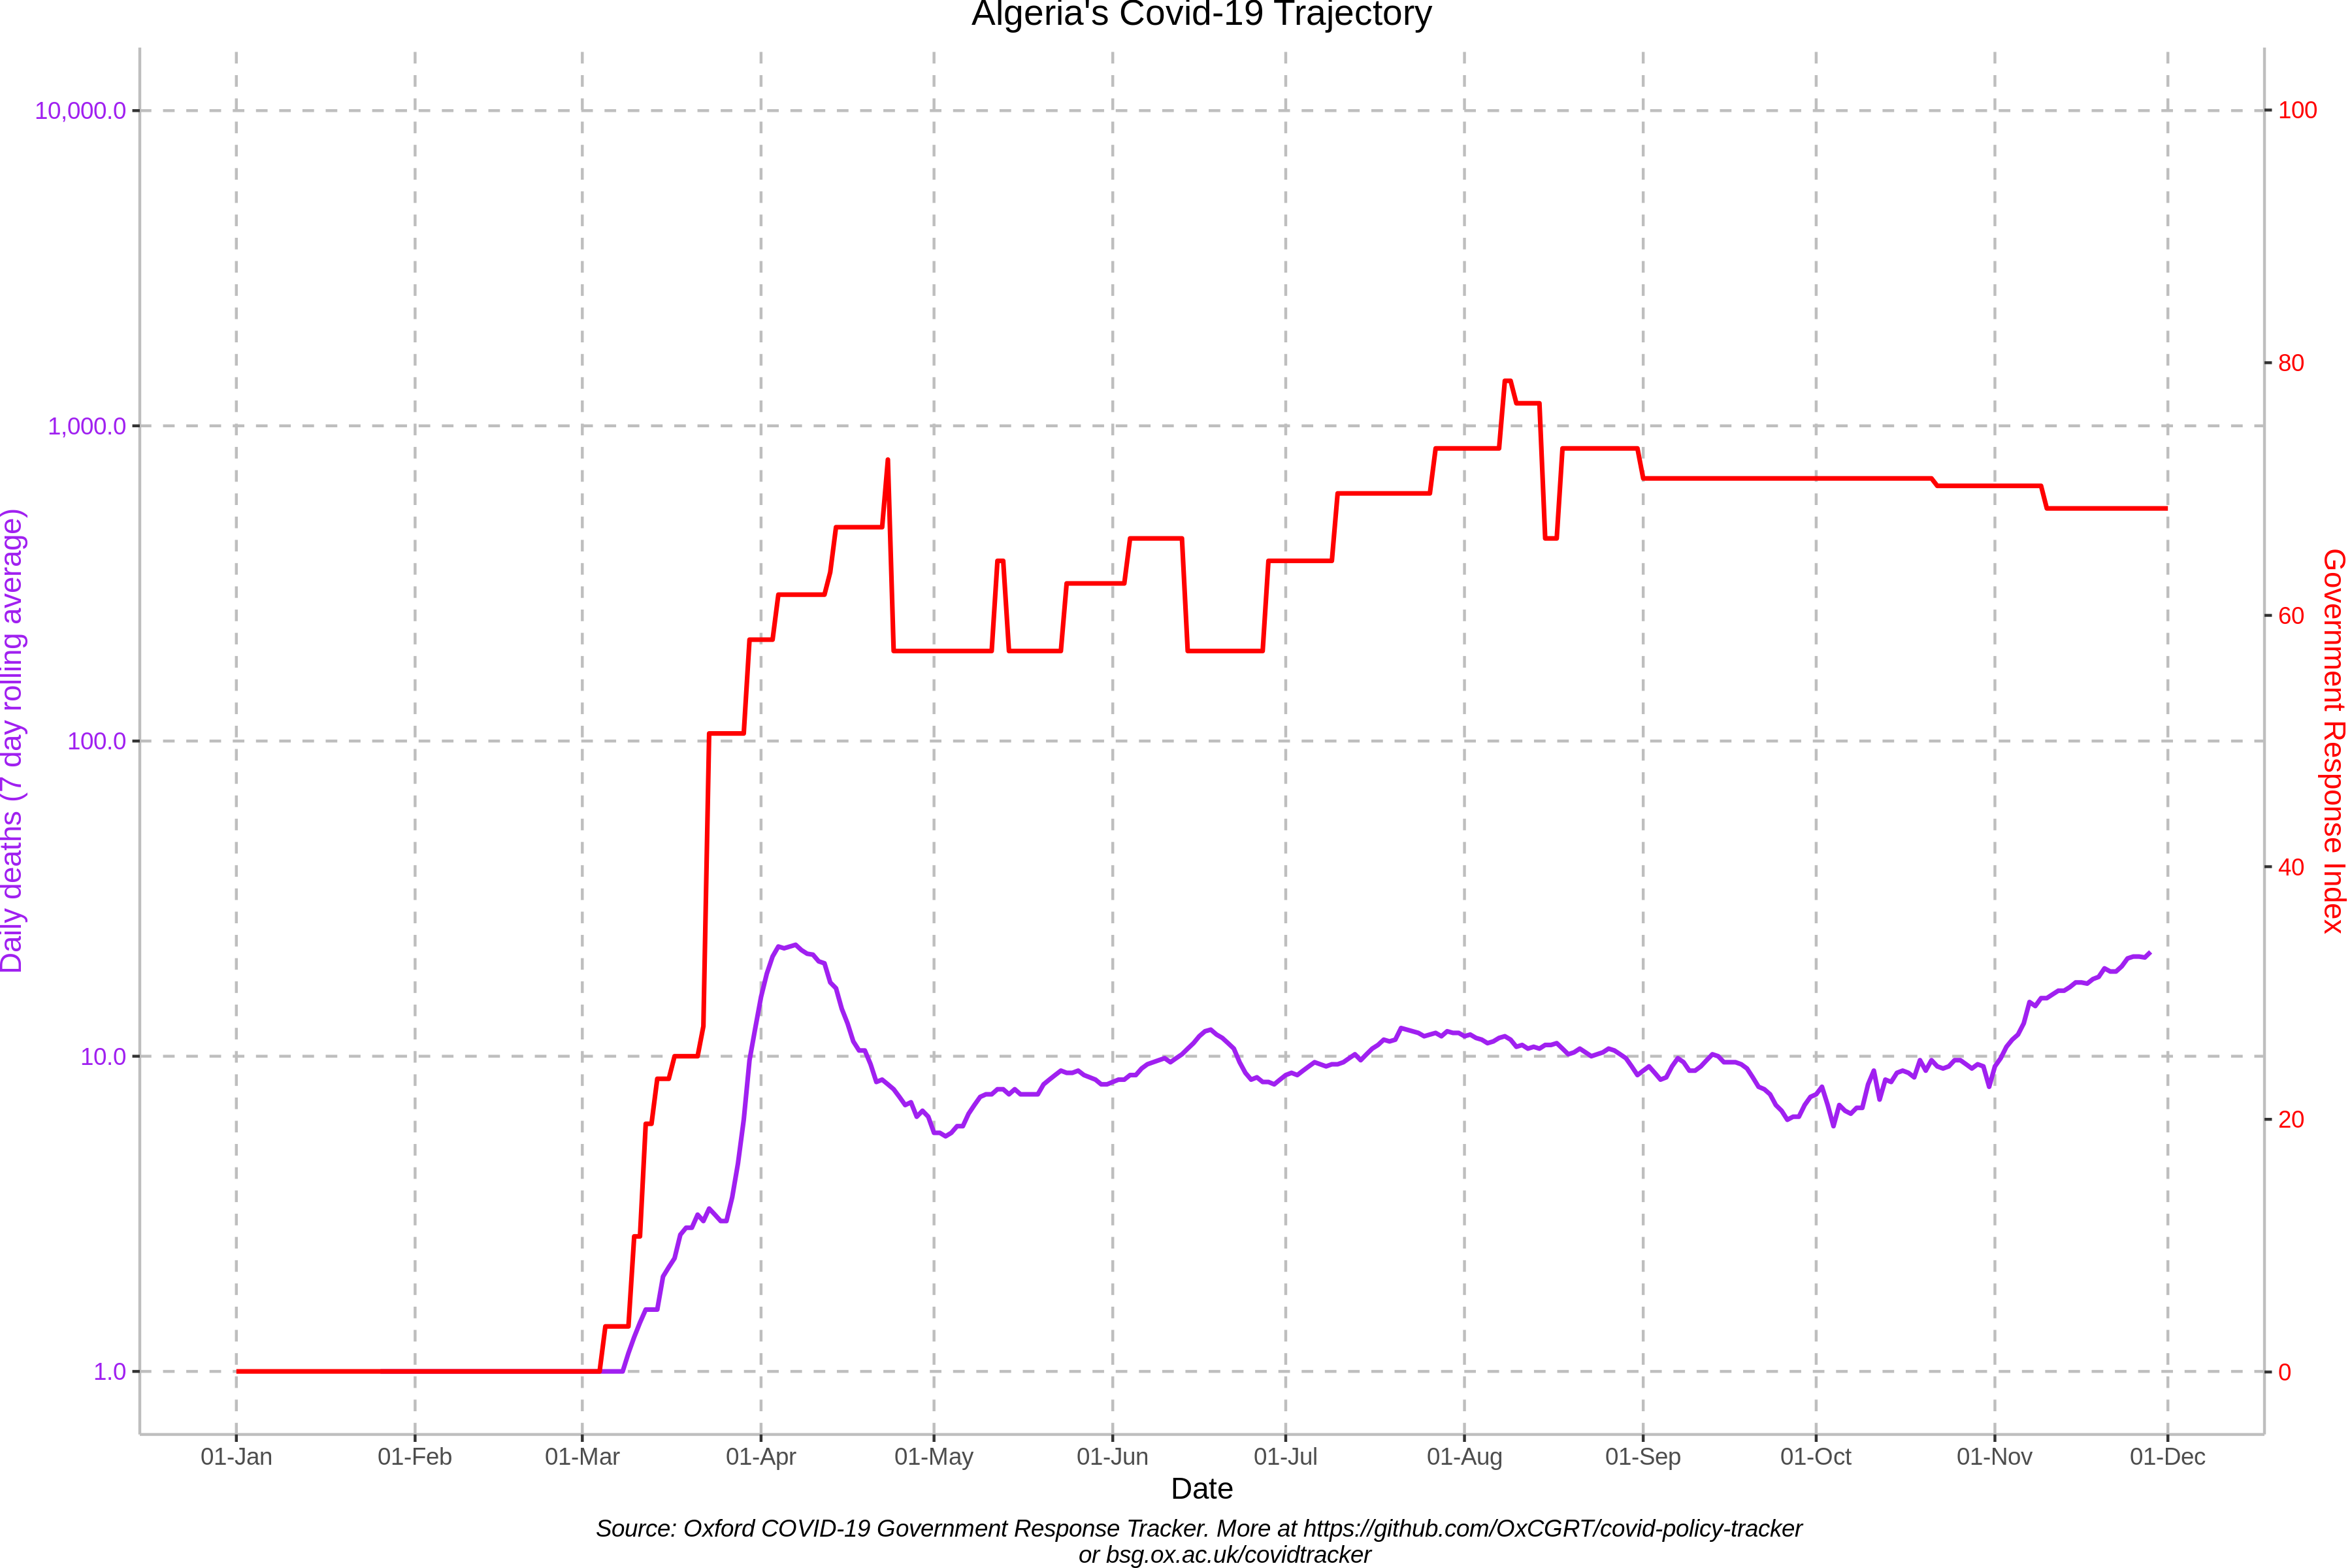 Algeria's Covid-19 Trajectory
10,000.0
1,000.0
100.0
10.0
1.0
Daily deaths (7 day rolling average)
100
80
60
40
20
0
Government Response Index
01-Jan 01-Feb 01-Mar 01-Apr 01-May 01-Jun 01-Jul 01-Aug 01-Sep 01-Oct 01-Nov 01-Dec
Date
Source: Oxford COVID-19 Government Response Tracker. More at https://github.com/OxCGRT/covid-policy-tracker
or bsg.ox.ac.uk/covidtracker